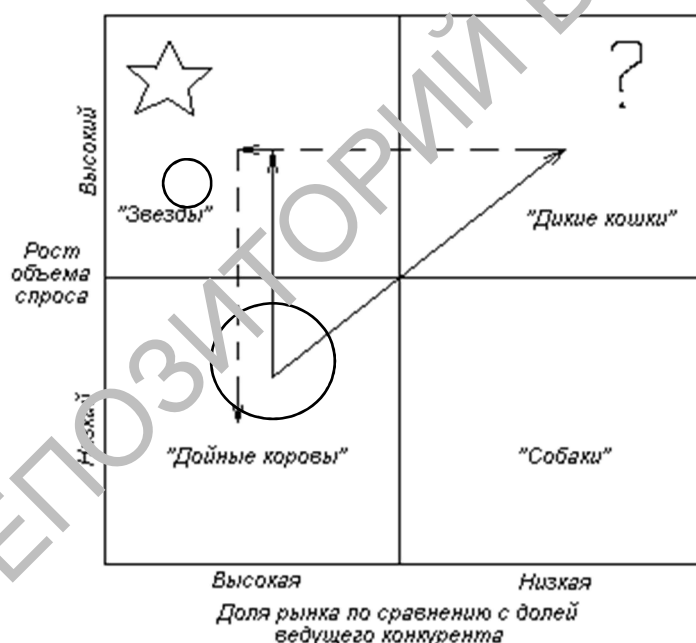 ?
Высокий
"Звезды"
"Дикие кошки"
Рост
объема
спроса
"Дойные коровы"
"Собаки"
Высокая
Низкая
Доля рынка по сравнению с долей
ведущего конкурента